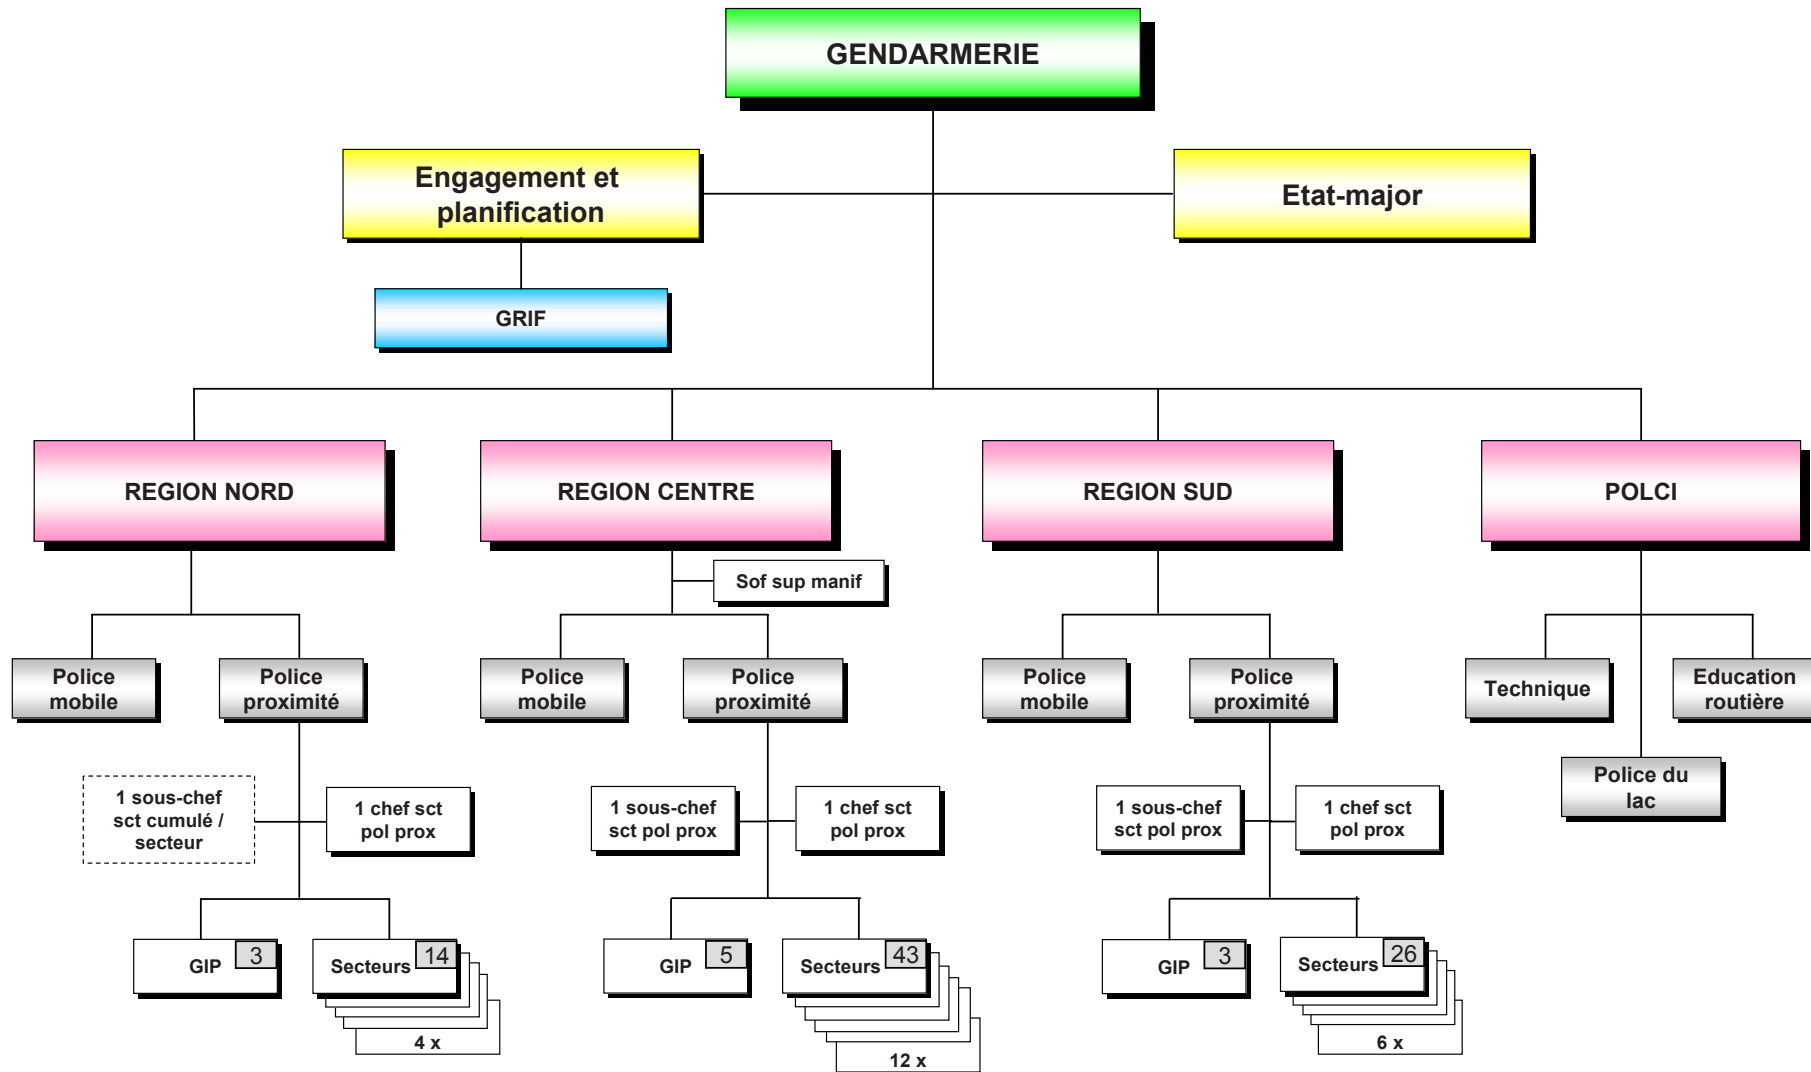 GENDARMERIE
Engagement et
planification
Etat-major
GRIF
REGION NORD
REGION CENTRE
REGION SUD
POLCI
Sof sup manif
Police
mobile
Police
proximité
Police
mobile
Police
proximité
Police
mobile
Police
proximité
Technique
Education
routière
Police du
lac
1 sous-chef
sct cumulé /
secteur
1 chef sct
pol prox
1 sous-chef
sct pol prox
1 chef sct
pol prox
1 sous-chef
sct pol prox
1 chef sct
pol prox
GIP
3
Secteurs
14
4 x
GIP
5
Secteurs
43
12 x
GIP
3
Secteurs
26
6 x